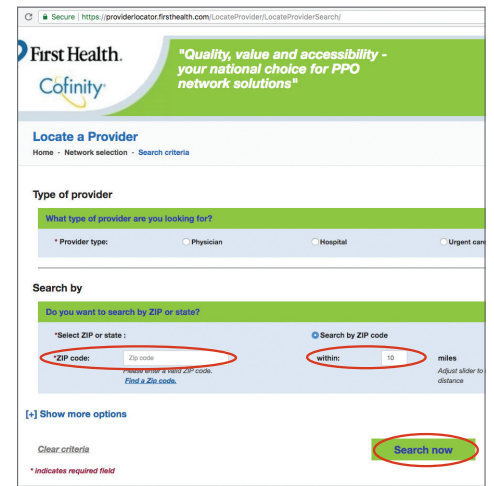 Secure | https://providerlocator.firsthealth.com/LocateProvider/LocateProviderSearch/
First Health.
Cofinity
"Quality, value and accessibility -
your national choice for PPO
network solutions"
Locate a Provider
Home - Network selection - Search criteria
Type of provider
What type of provider are you looking for?
* Provider type: Physician Hospital Urgent care
Search by
Do you want to search by ZIP or state?
*Select ZIP or state : Search by ZIP code
*ZIP code: Zip code within: 10 miles
Please enter a valid ZIP code. Adjust slider to
Find a Zip code. distance
[+] Show more options
Clear criteria Search now
* indicates required field